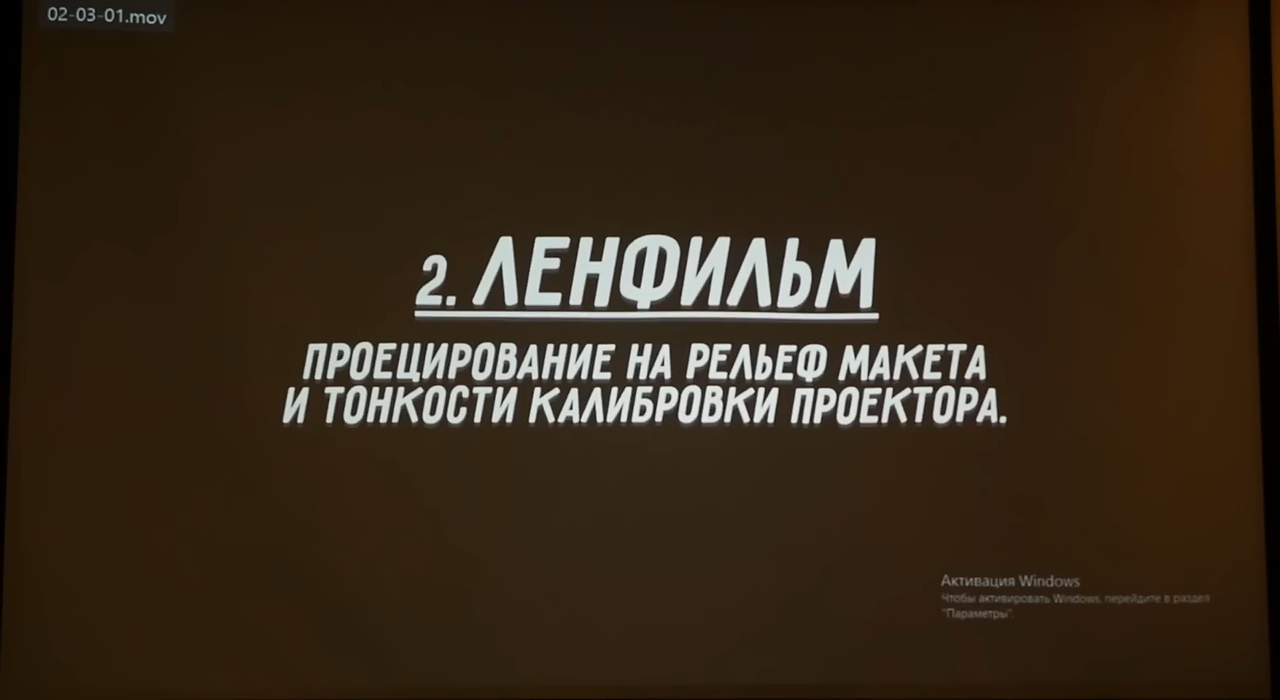 02-03-01.mov
2. ЛЕНФИЛЬМ
ПРОЕЦИРОВАНИЕ НА РЕЛЬЕФ МАКЕТА
И ТОНКОСТИ КАЛИБРОВКИ ПРОЕКТОРА.
Активация Windows
Чтобы активировать Windows, перейдите в раздел
"Параметры".